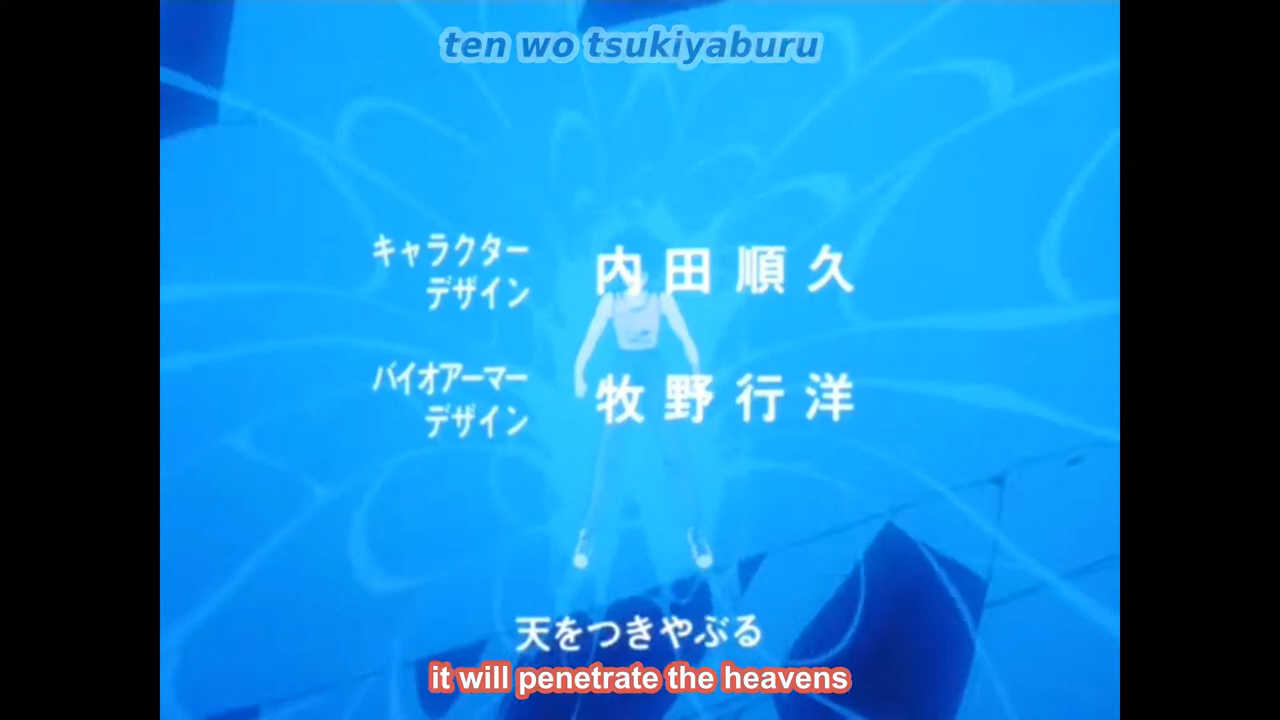 ten wo tsukiyaburu
キャラクター
デザイン
内田順久
バイオアーマー
デザイン
牧野行洋
天をつきやぶる
it will penetrate the heavens